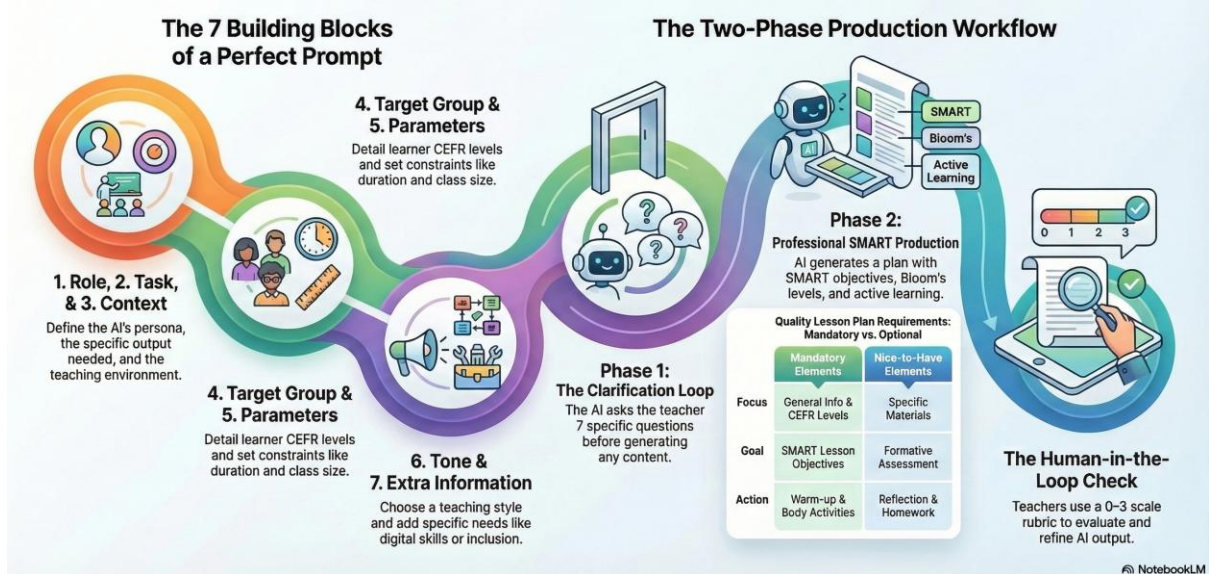 The 7 Building Blocks
of a Perfect Prompt
1. Role, 2. Task,
& 3. Context
Define the AI's persona,
the specific output
needed, and the
teaching environment.
4. Target Group &
5. Parameters
Detail learner CEFR levels
and set constraints like
duration and class size.
4. Target Group &
5. Parameters
Detail learner CEFR levels
and set constraints like
duration and class size.
6. Tone &
7. Extra Information
Choose a teaching style
and add specific needs like
digital skills or inclusion.
The Two-Phase Production Workflow
? ? ? ?
Phase 1:
The Clarification Loop
The AI asks the teacher
7 specific questions
before generating
any content.
?
AI
SMART
Bloom's
Active
Learning
Phase 2:
Professional SMART Production
AI generates a plan with
SMART objectives, Bloom's
levels, and active learning.
Quality Lesson Plan Requirements:
Mandatory vs. Optional
Mandatory
Elements
Nice-to-Have
Elements
Focus
General Info &
CEFR Levels
Specific
Materials
Goal
SMART Lesson
Objectives
Formative
Assessment
Action
Warm-up &
Body Activities
Reflection &
Homework
0 1 2 3
The Human-in-the-
Loop Check
Teachers use a 0–3 scale
rubric to evaluate and
refine AI output.
NotebookLM